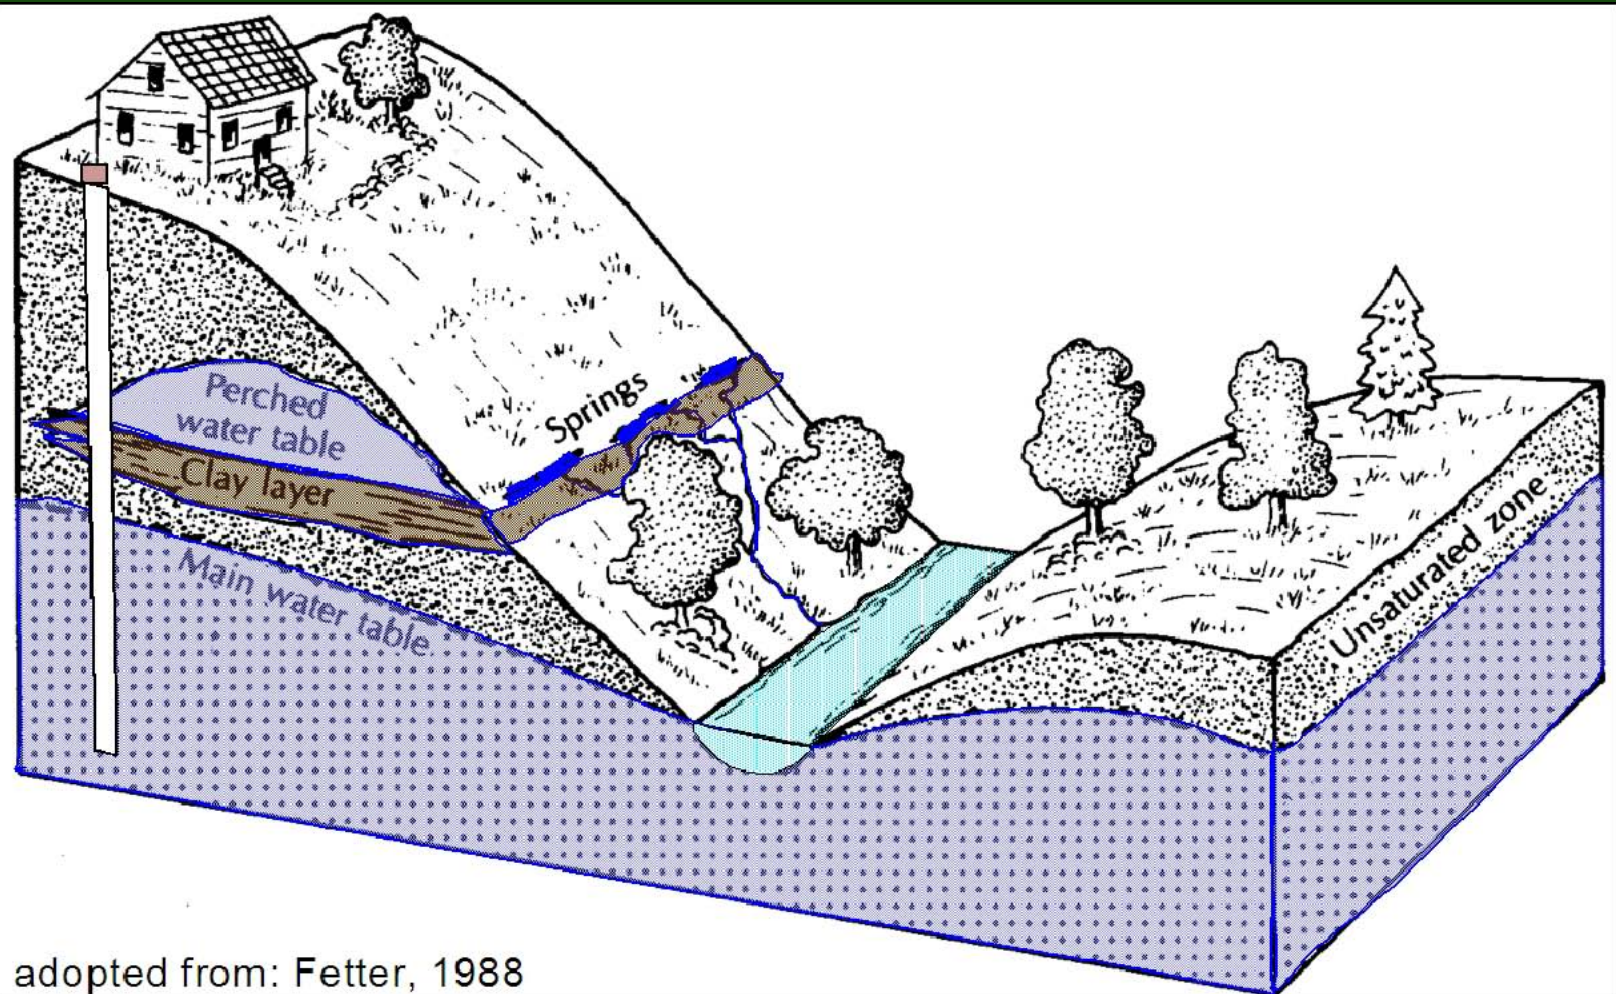 Perched
water table
Springs
Clay layer
Main water table
Unsaturated zone
adopted from: Fetter, 1988